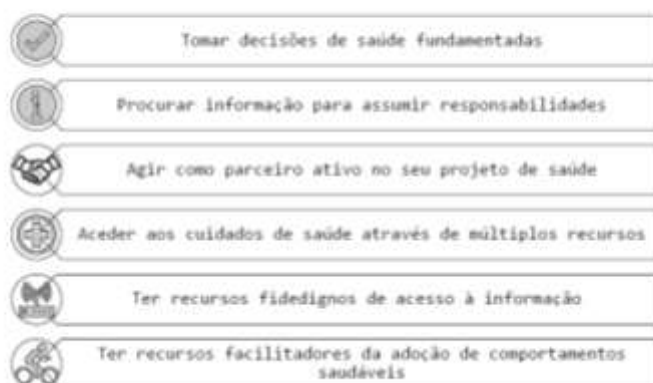 Tomar decisões de saúde fundamentadas
Procurar informação para assumir responsabilidades
Agir como parceiro ativo no seu projeto de saúde
Aceder aos cuidados de saúde através de múltiplos recursos
Ter recursos fidedignos de acesso à informação
Ter recursos facilitadores da adoção de comportamentos
saudáveis